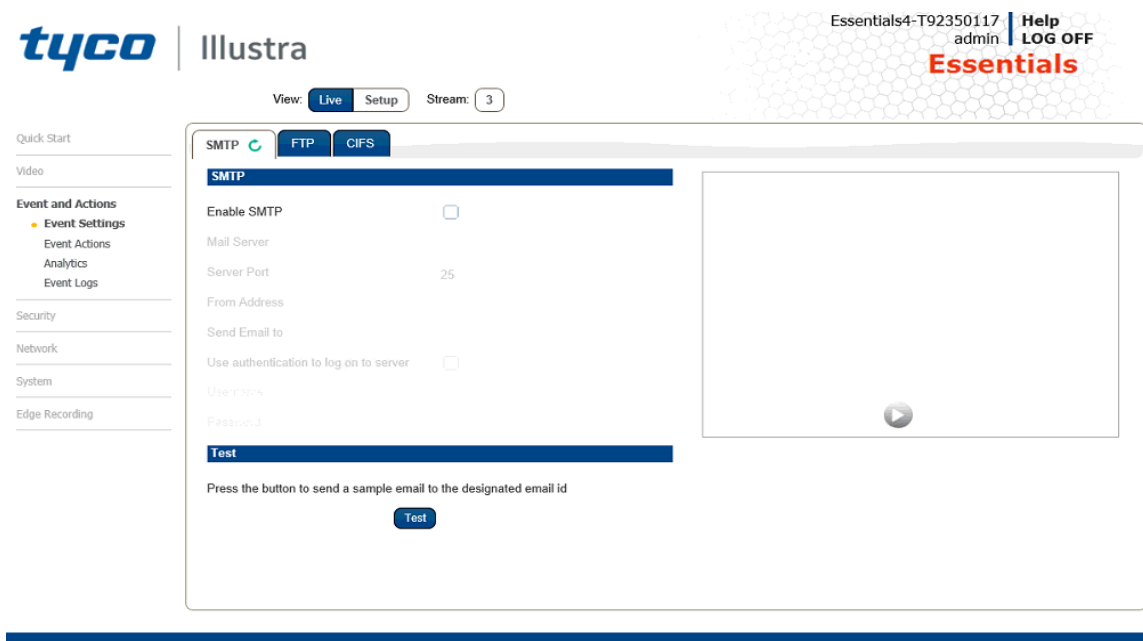 tyco Illustra
Essentials4-T92350117 Help
admin LOG OFF
Essentials
View: Live Setup Stream: 3
Quick Start
Video
Event and Actions
Event Settings
Event Actions
Analytics
Event Logs
Security
Network
System
Edge Recording
SMTP FTP CIFS
SMTP
Enable SMTP
Mail Server
Server Port 25
From Address
Send Email to
Use authentication to log on to server
Username
Password
Test
Press the button to send a sample email to the designated email id
Test